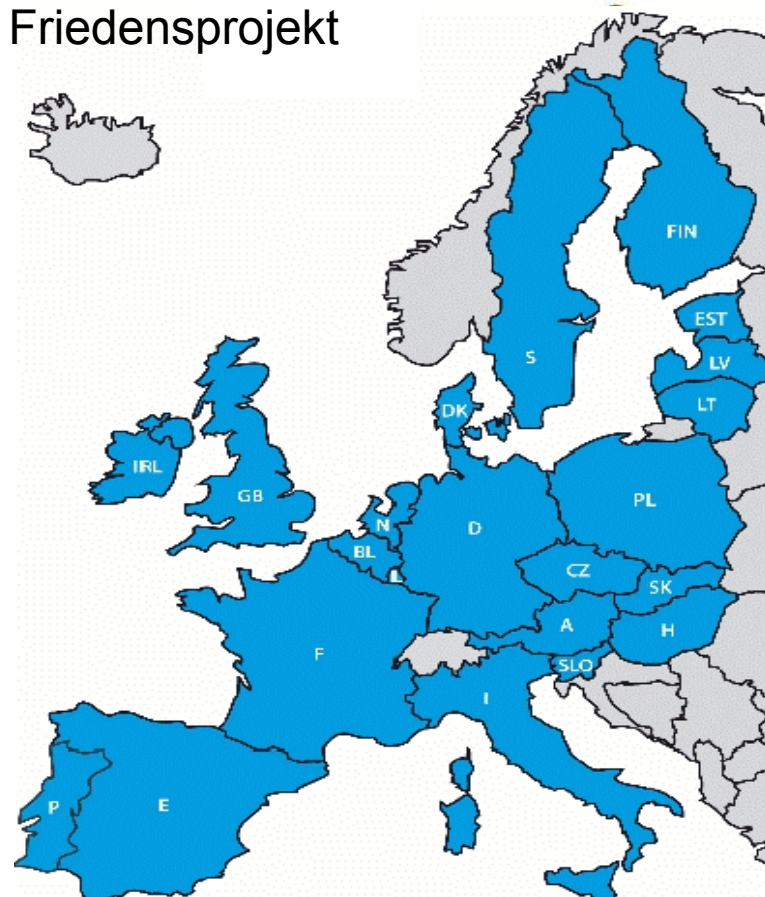 Friedensprojekt
FIN
EST
S
LV
LT
DK
IRL
GB
PL
N
D
BL
CZ
L
SK
A
H
F
SLO
I
P
E